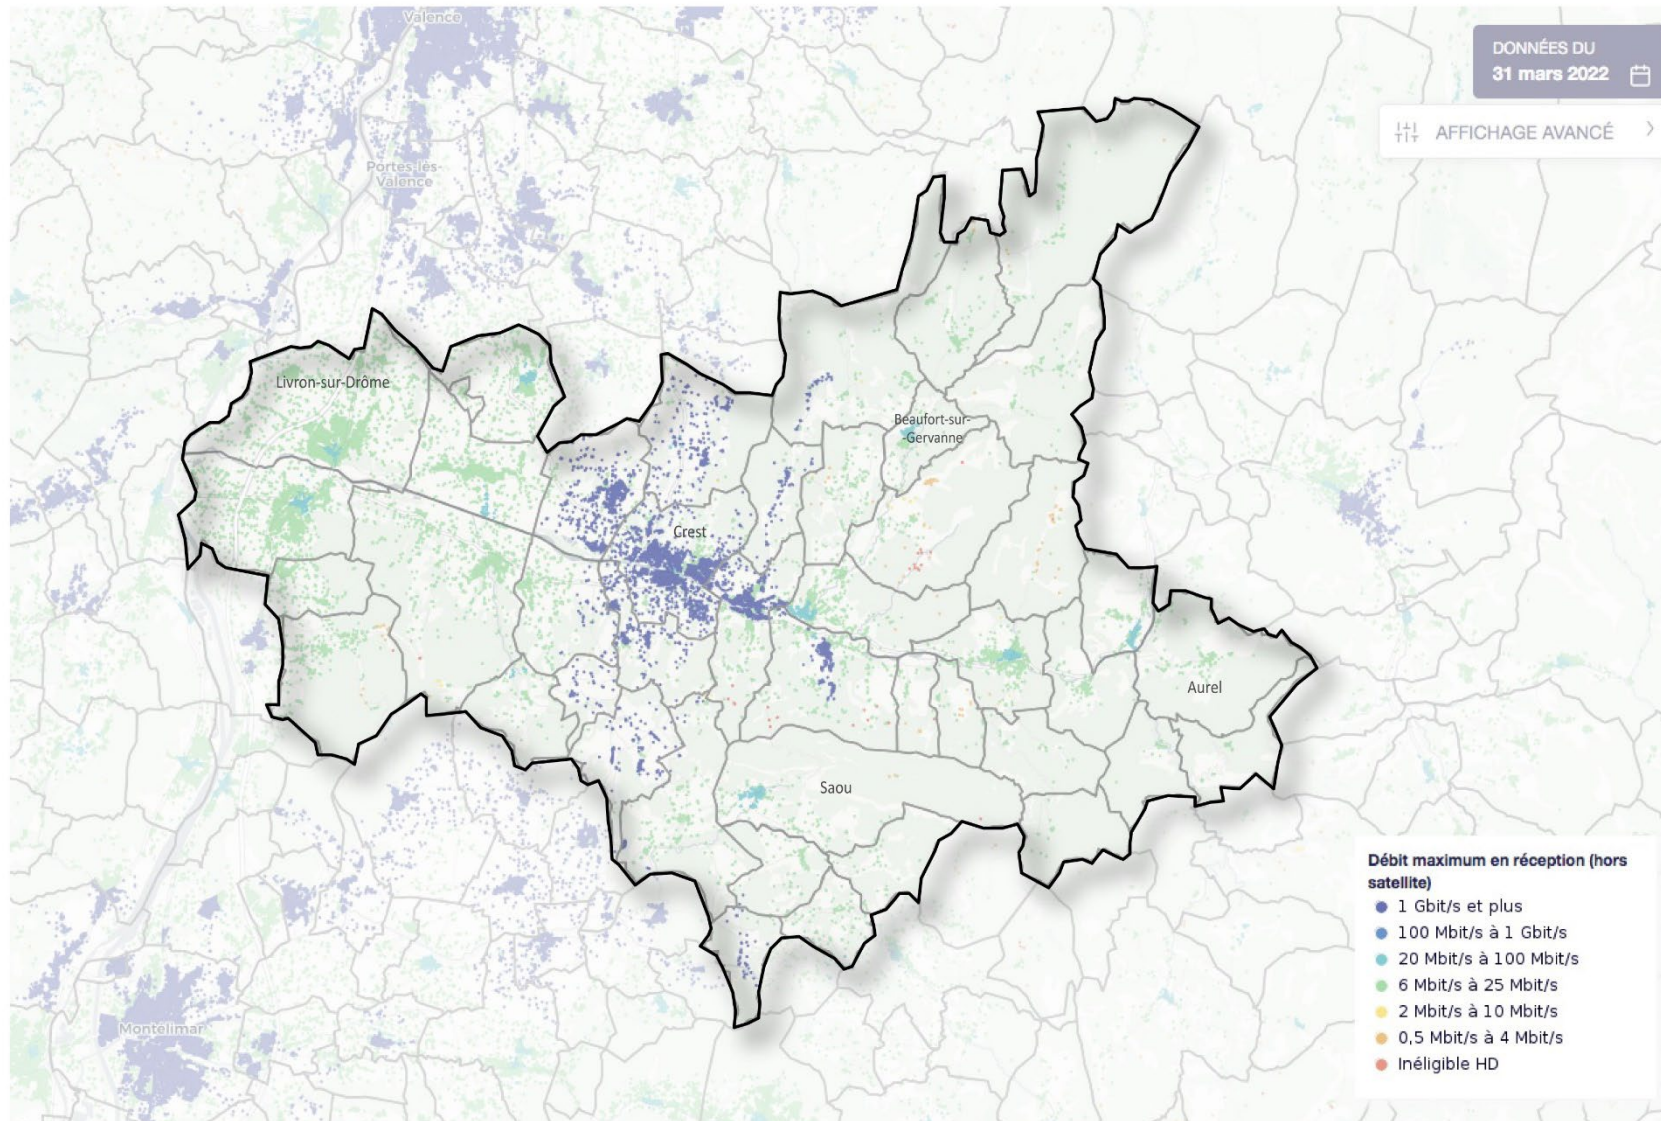 Valence
DONNÉES DU
31 mars 2022
AFFICHAGE AVANCÉ
Portes-lès-
Valence
Livron-sur-Drôme
Beaufort-sur-
-Gervanne
Crest
Aurel
Saou
Montélimar
Débit maximum en réception (hors
satellite)
1 Gbit/s et plus
100 Mbit/s à 1 Gbit/s
20 Mbit/s à 100 Mbit/s
6 Mbit/s à 25 Mbit/s
2 Mbit/s à 10 Mbit/s
0,5 Mbit/s à 4 Mbit/s
Inéligible HD